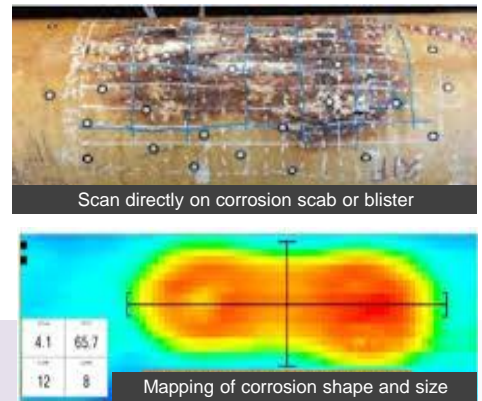 Scan directly on corrosion scab or blister
4.1 65.7
12 8
Mapping of corrosion shape and size